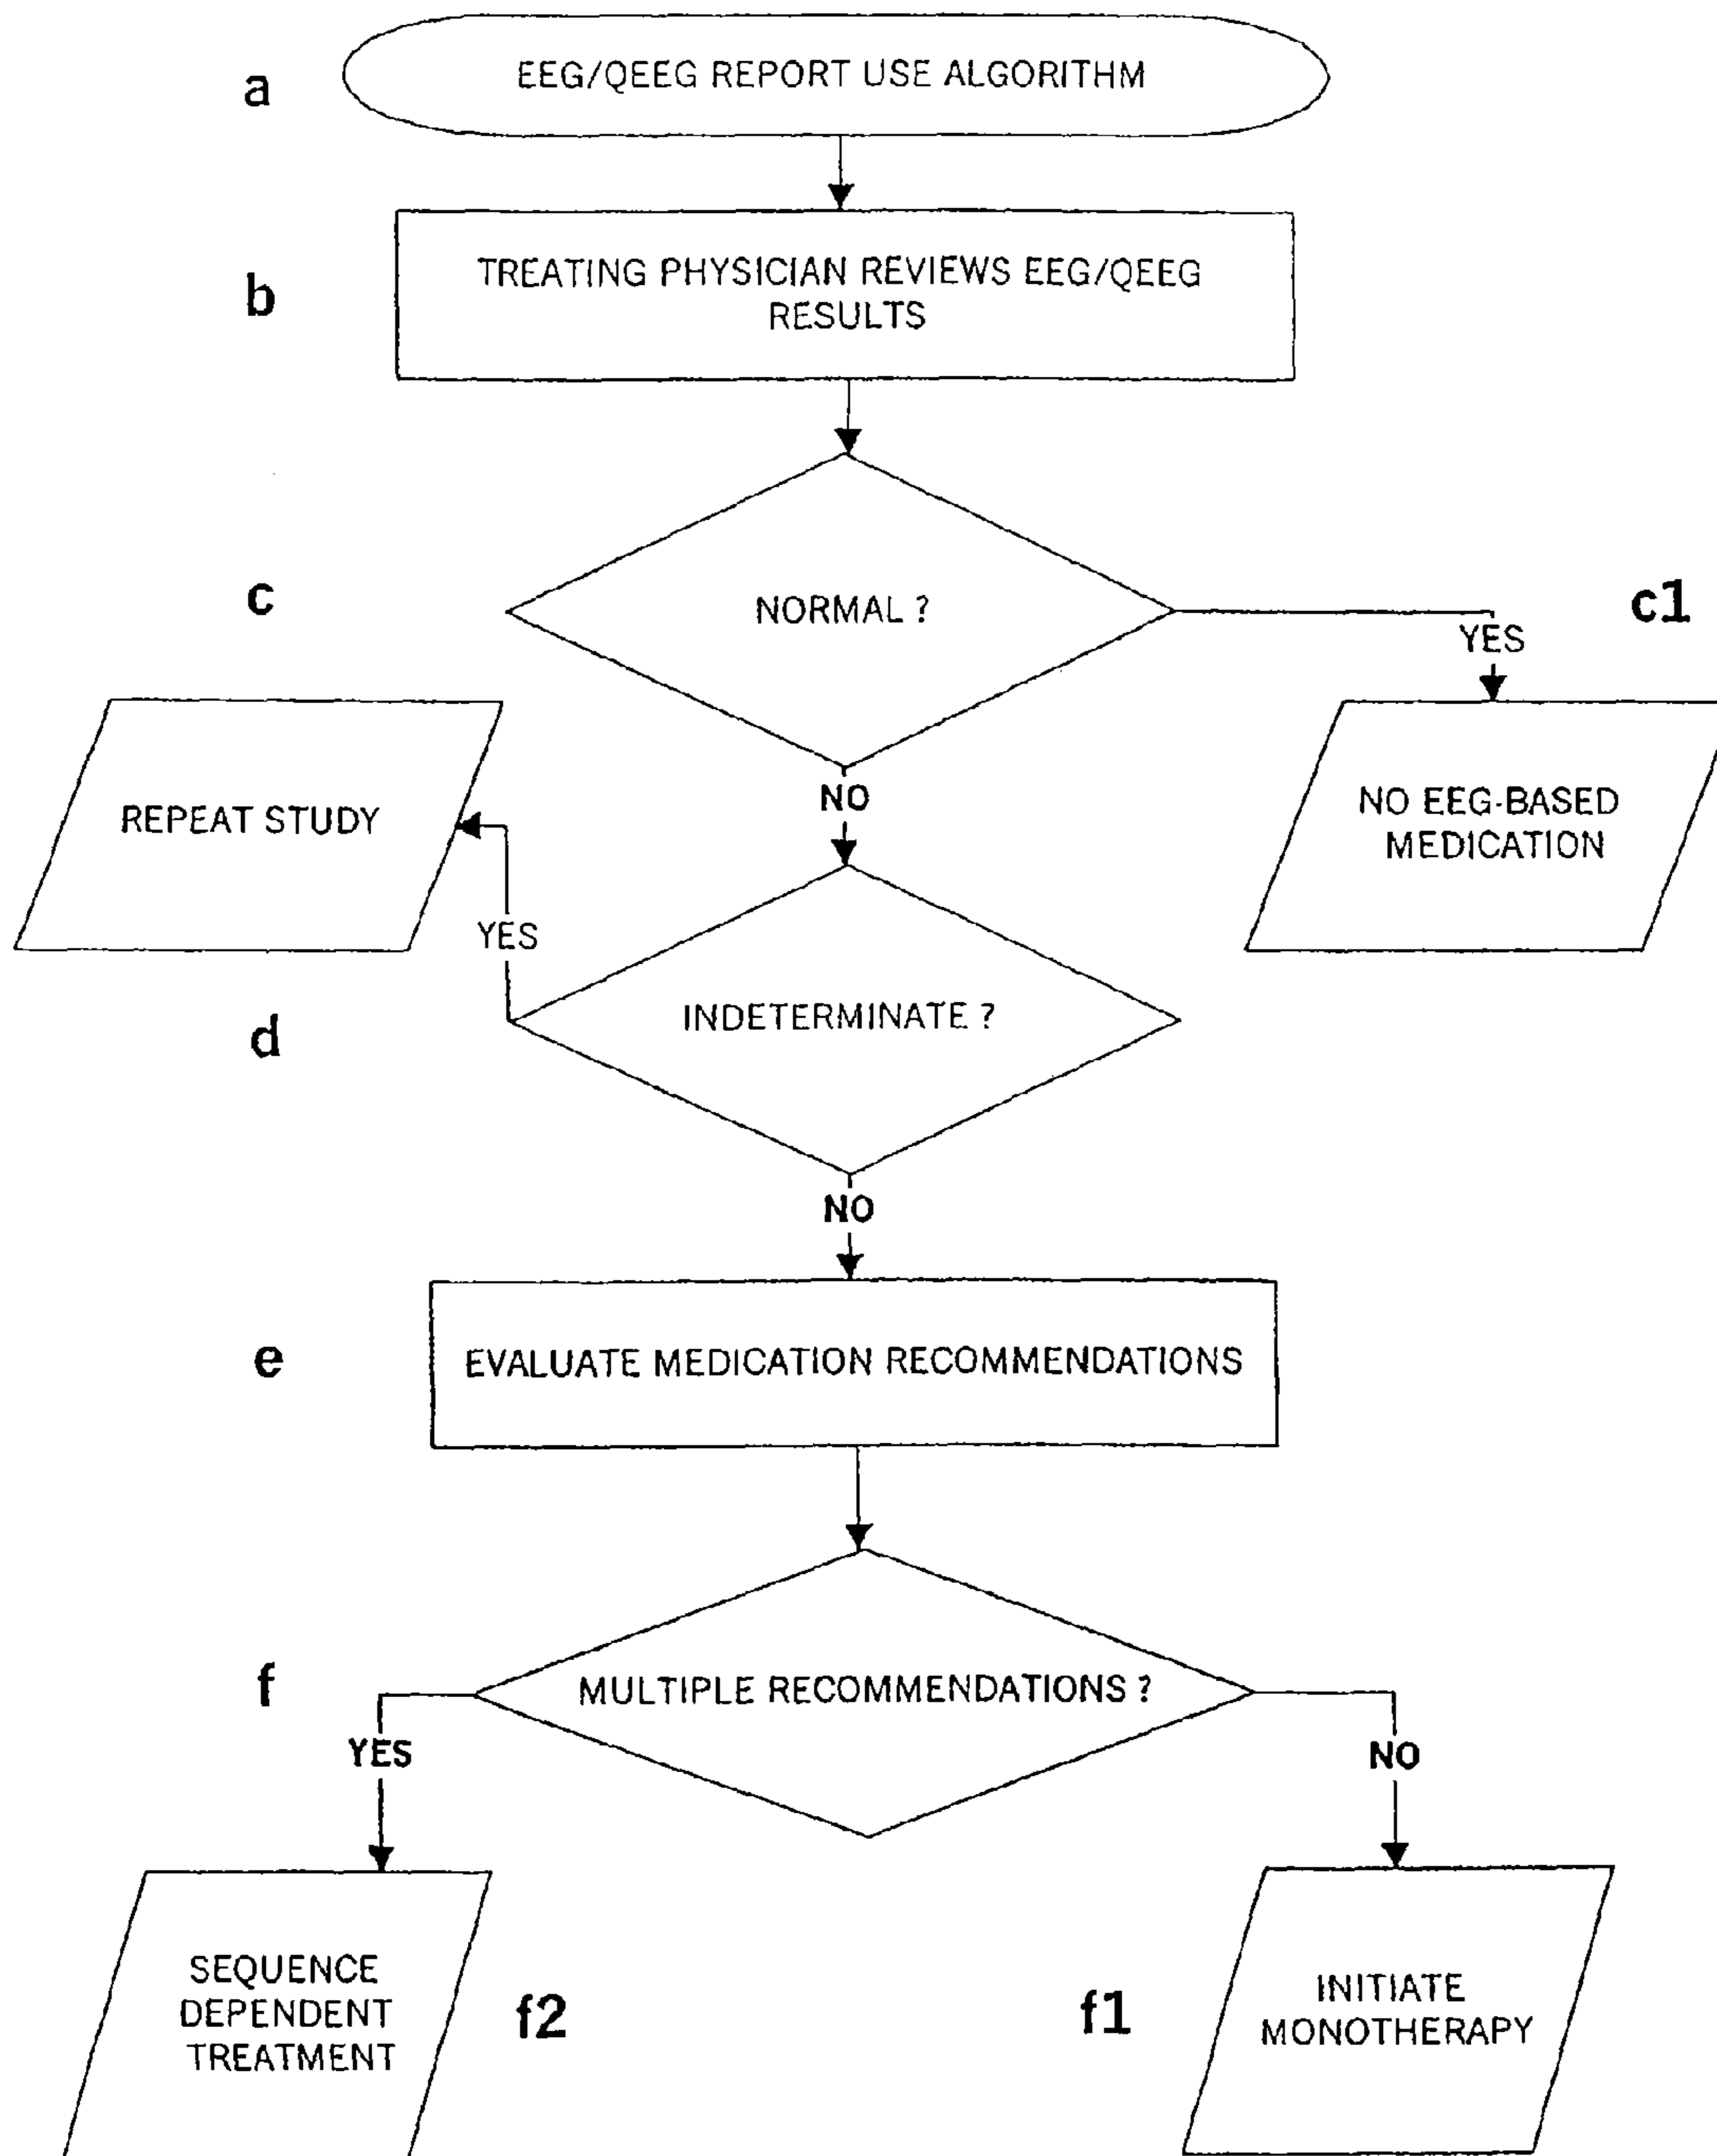 a
EEG/QEEG REPORT USE ALGORITHM
b
TREATING PHYSICIAN REVIEWS EEG/QEEG
RESULTS
c
NORMAL ?
c1
YES
NO
REPEAT STUDY
NO EEG-BASED
MEDICATION
YES
d
INDETERMINATE ?
NO
e
EVALUATE MEDICATION RECOMMENDATIONS
f
MULTIPLE RECOMMENDATIONS ?
YES
NO
SEQUENCE
DEPENDENT
TREATMENT
f2
f1
INITIATE
MONOTHERAPY